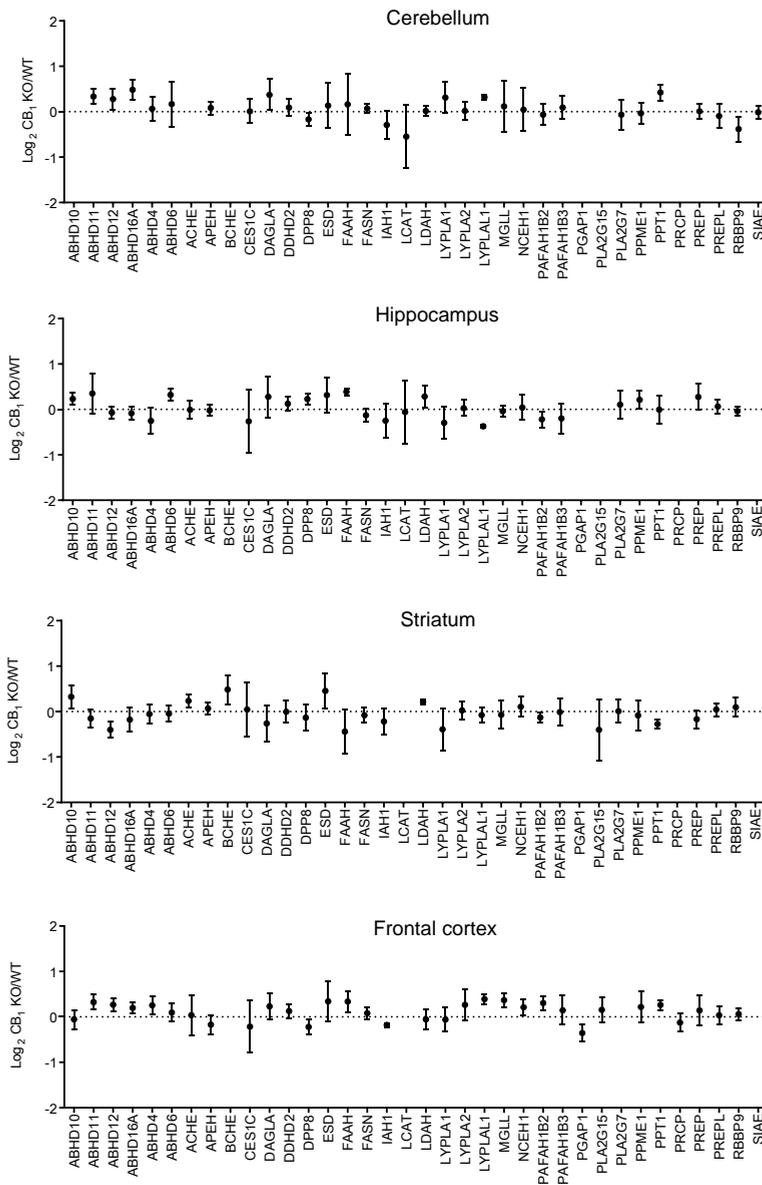 Cerebellum
2
1
0
-1
-2
Log2 CB1 KO/WT
ABHD10
ABHD11
ABHD12
ABHD16A
ABHD4
ABHD6
ACHE
APEH
BCHE
CES1C
DAGLA
DDHD2
DPP8
ESD
FAAH
FASN
IAH1
LCAT
LDAH
LYPLA1
LYPLA2
LYPLAL1
MGLL
NCEH1
PAFAH1B2
PAFAH1B3
PGAP1
PLA2G15
PLA2G7
PPME1
PPT1
PRCP
PREP
PREPL
RBBP9
SIAE
Hippocampus
2
1
0
-1
-2
Log2 CB1 KO/WT
ABHD10
ABHD11
ABHD12
ABHD16A
ABHD4
ABHD6
ACHE
APEH
BCHE
CES1C
DAGLA
DDHD2
DPP8
ESD
FAAH
FASN
IAH1
LCAT
LDAH
LYPLA1
LYPLA2
LYPLAL1
MGLL
NCEH1
PAFAH1B2
PAFAH1B3
PGAP1
PLA2G15
PLA2G7
PPME1
PPT1
PRCP
PREP
PREPL
RBBP9
SIAE
Striatum
2
1
0
-1
-2
Log2 CB1 KO/WT
ABHD10
ABHD11
ABHD12
ABHD16A
ABHD4
ABHD6
ACHE
APEH
BCHE
CES1C
DAGLA
DDHD2
DPP8
ESD
FAAH
FASN
IAH1
LCAT
LDAH
LYPLA1
LYPLA2
LYPLAL1
MGLL
NCEH1
PAFAH1B2
PAFAH1B3
PGAP1
PLA2G15
PLA2G7
PPME1
PPT1
PRCP
PREP
PREPL
RBBP9
SIAE
Frontal cortex
2
1
0
-1
-2
Log2 CB1 KO/WT
ABHD10
ABHD11
ABHD12
ABHD16A
ABHD4
ABHD6
ACHE
APEH
BCHE
CES1C
DAGLA
DDHD2
DPP8
ESD
FAAH
FASN
IAH1
LCAT
LDAH
LYPLA1
LYPLA2
LYPLAL1
MGLL
NCEH1
PAFAH1B2
PAFAH1B3
PGAP1
PLA2G15
PLA2G7
PPME1
PPT1
PRCP
PREP
PREPL
RBBP9
SIAE